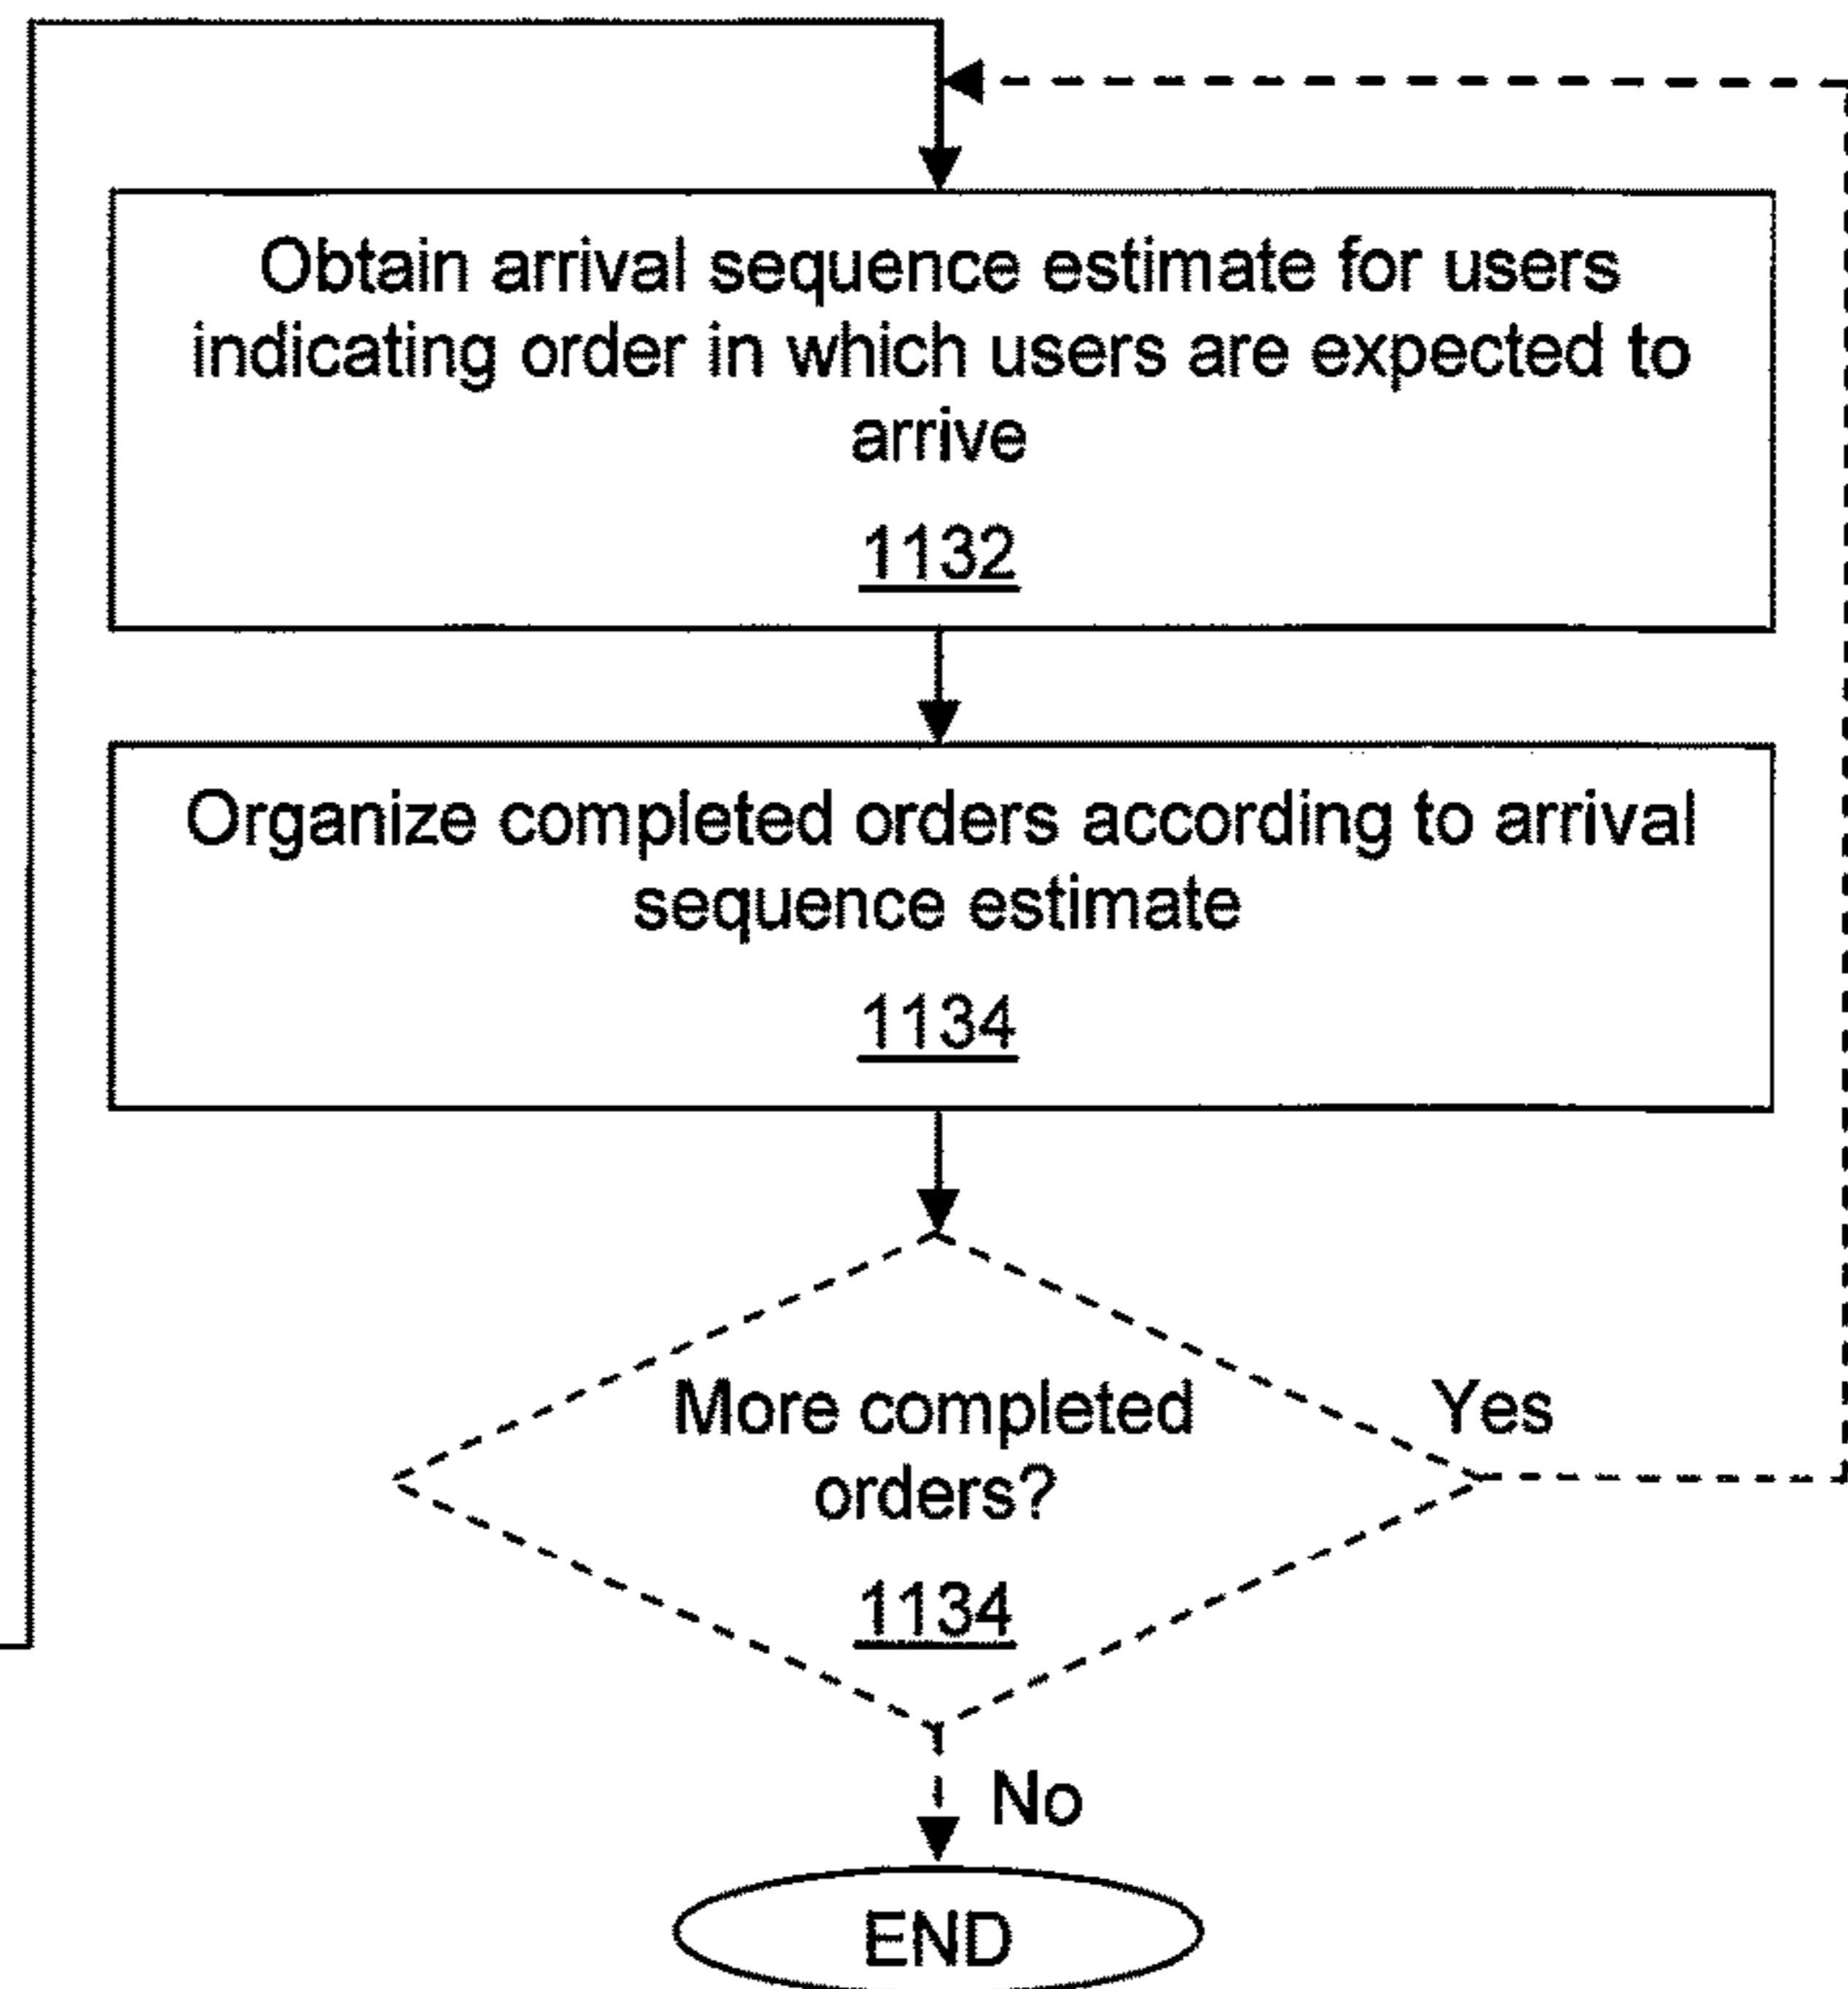 Obtain arrival sequence estimate for users
indicating order in which users are expected to
arrive
1132
Organize completed orders according to arrival
sequence estimate
1134
More completed
orders?
1134
Yes
No
END